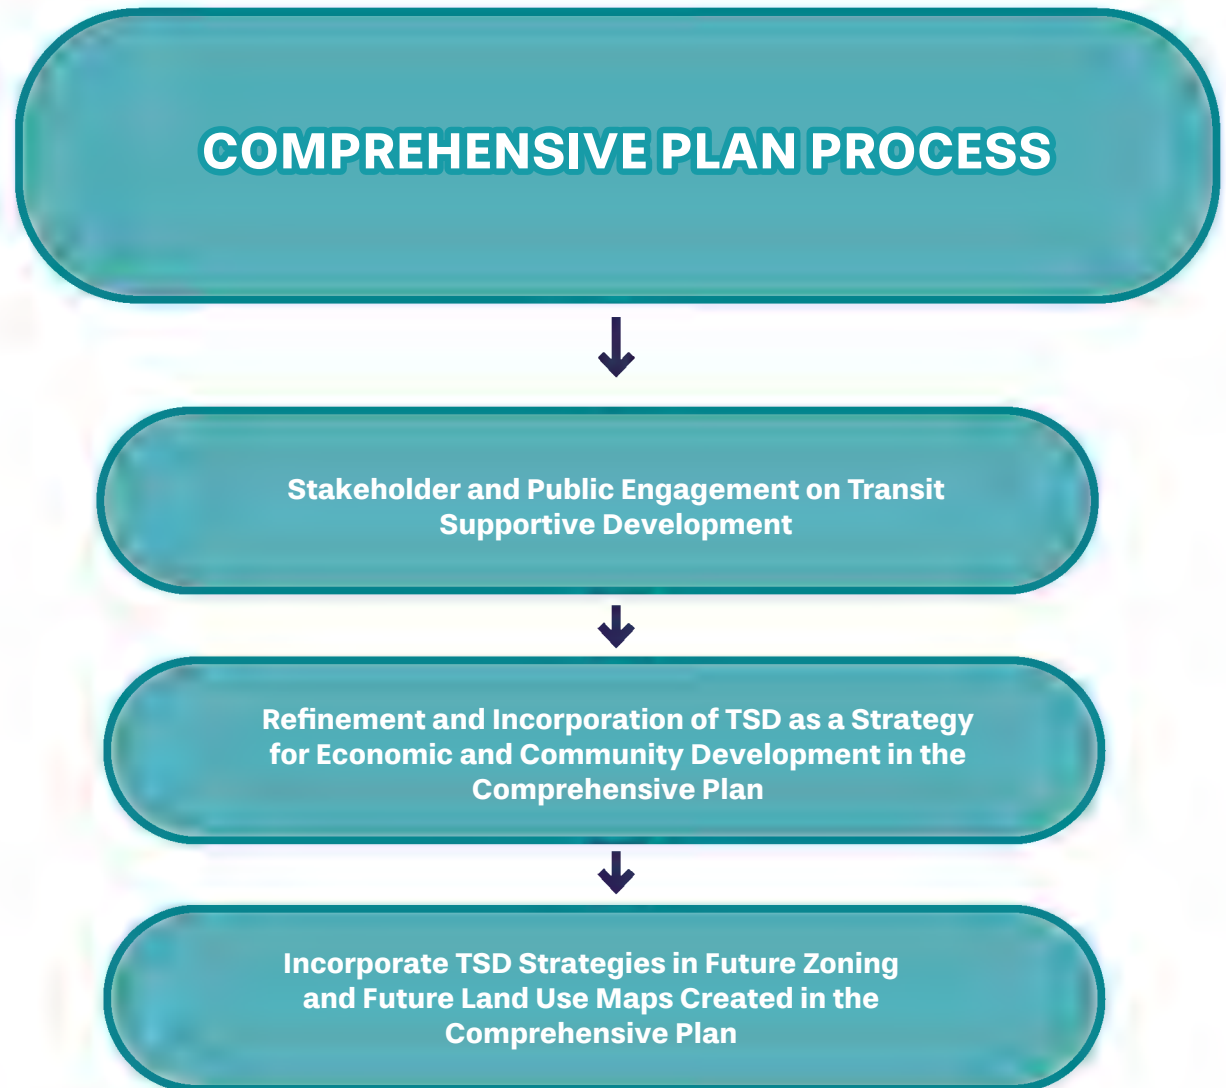 COMPREHENSIVE PLAN PROCESS
Stakeholder and Public Engagement on Transit
Supportive Development
Refinement and Incorporation of TSD as a Strategy
for Economic and Community Development in the
Comprehensive Plan
Incorporate TSD Strategies in Future Zoning
and Future Land Use Maps Created in the
Comprehensive Plan